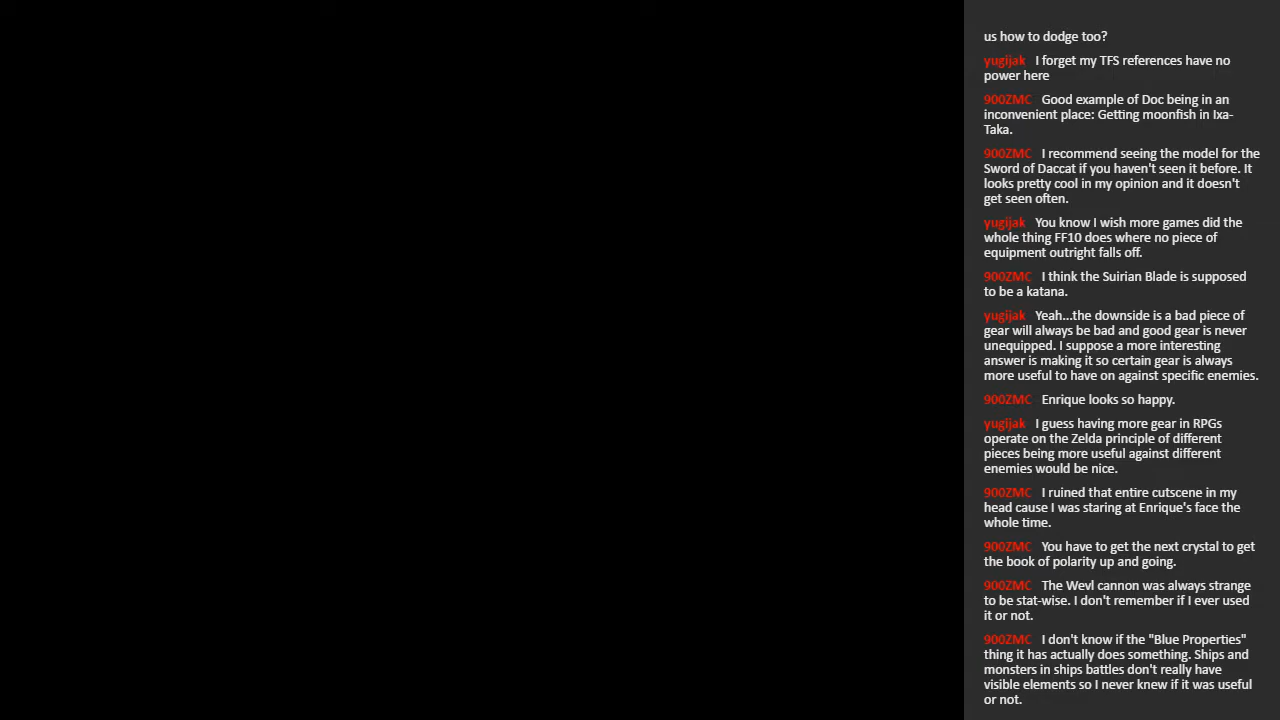 us how to dodge too?
yugijak I forget my TFS references have no
power here
900ZMC Good example of Doc being in an
inconvenient place: Getting moonfish in Ixa-
Taka.
900ZMC I recommend seeing the model for the
Sword of Daccat if you haven't seen it before. It
looks pretty cool in my opinion and it doesn't
get seen often.
yugijak You know I wish more games did the
whole thing FF10 does where no piece of
equipment outright falls off.
900ZMC I think the Suirian Blade is supposed
to be a katana.
yugijak Yeah...the downside is a bad piece of
gear will always be bad and good gear is never
unequipped. I suppose a more interesting
answer is making it so certain gear is always
more useful to have on against specific enemies.
900ZMC Enrique looks so happy.
yugijak I guess having more gear in RPGs
operate on the Zelda principle of different
pieces being more useful against different
enemies would be nice.
900ZMC I ruined that entire cutscene in my
head cause I was staring at Enrique's face the
whole time.
900ZMC You have to get the next crystal to get
the book of polarity up and going.
900ZMC The Wevl cannon was always strange
to be stat-wise. I don't remember if I ever used
it or not.
900ZMC I don't know if the "Blue Properties"
thing it has actually does something. Ships and
monsters in ships battles don't really have
visible elements so I never knew if it was useful
or not.